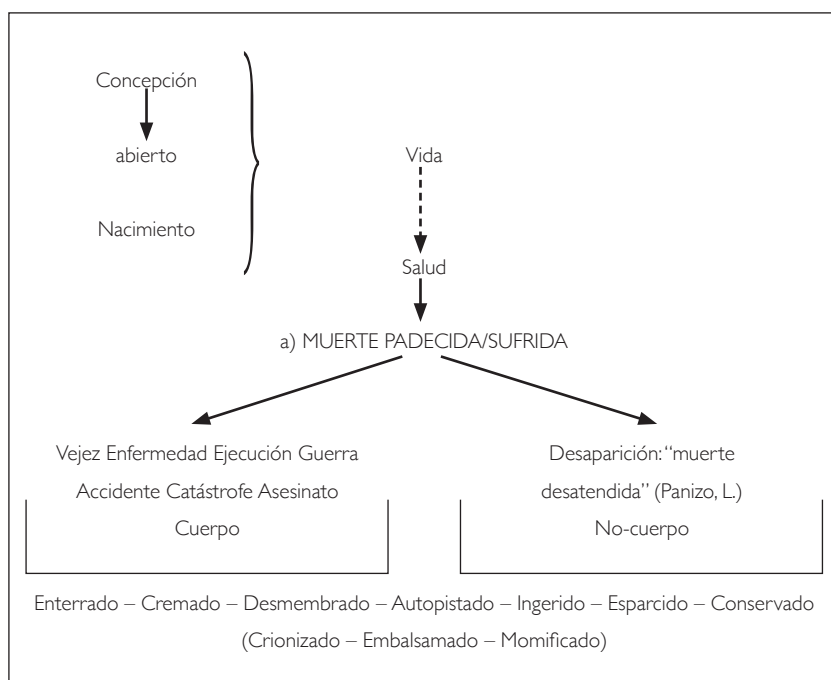 Concepción
abierto
Nacimiento
Vida
Salud
a) MUERTE PADECIDA/SUFRIDA
Vejez Enfermedad Ejecución Guerra
Accidente Catástrofe Asesinato
Cuerpo
Desaparición: “muerte
desatendida” (Panizo, L.)
No-cuerpo
Enterrado – Cremado – Desmembrado – Autopistado – Ingerido – Esparcido – Conservado
(Crionizado – Embalsamado – Momificado)